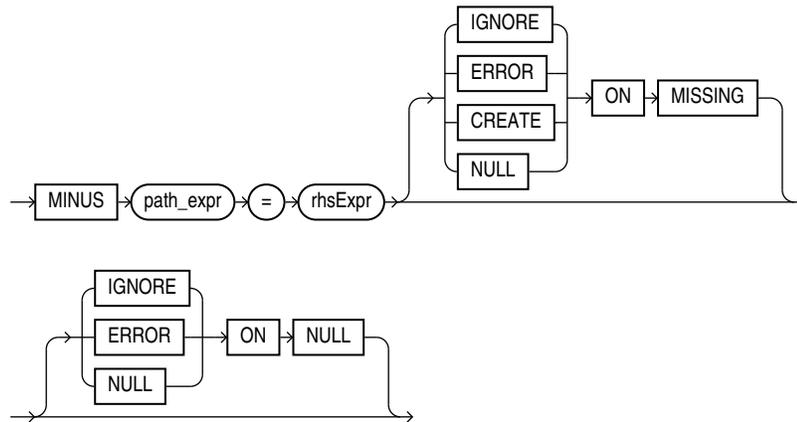 IGNORE
ERROR
CREATE
NULL
ON MISSING
MINUS path_expr = rhsExpr
IGNORE
ERROR
NULL
ON NULL